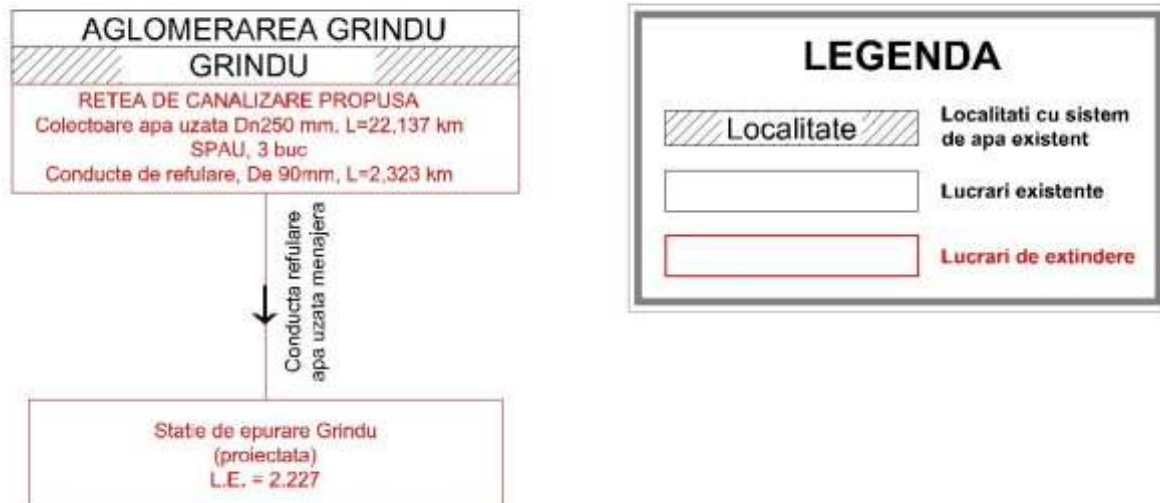 AGLOMERAREA GRINDU
GRINDU
RETEA DE CANALIZARE PROPUSA
Colectoare apa uzata Dn250 mm, L=22,137 km
SPAU, 3 buc
Conducte de refulare, De 90mm, L=2,323 km
Conducta refulare
apa uzata menajera
Statie de epurare Grindu
(proiectata)
L.E. = 2.227
LEGENDA
Localitate
Localitati cu sistem
de apa existent
Lucrari existente
Lucrari de extindere